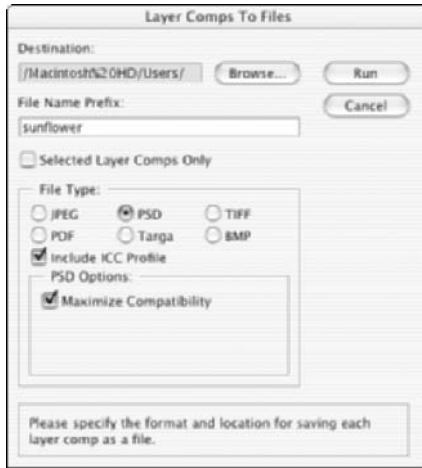 Layer Comps To Files
Destination:
/Macintosh%20HD/Users/ Browse... Run
File Name Prefix: Cancel
sunflower
Selected Layer Comps Only
File Type:
JPEG PSD TIFF
PDF Targa BMP
Include ICC Profile
PSD Options:
Maximize Compatibility
Please specify the format and location for saving each
layer comp as a file.